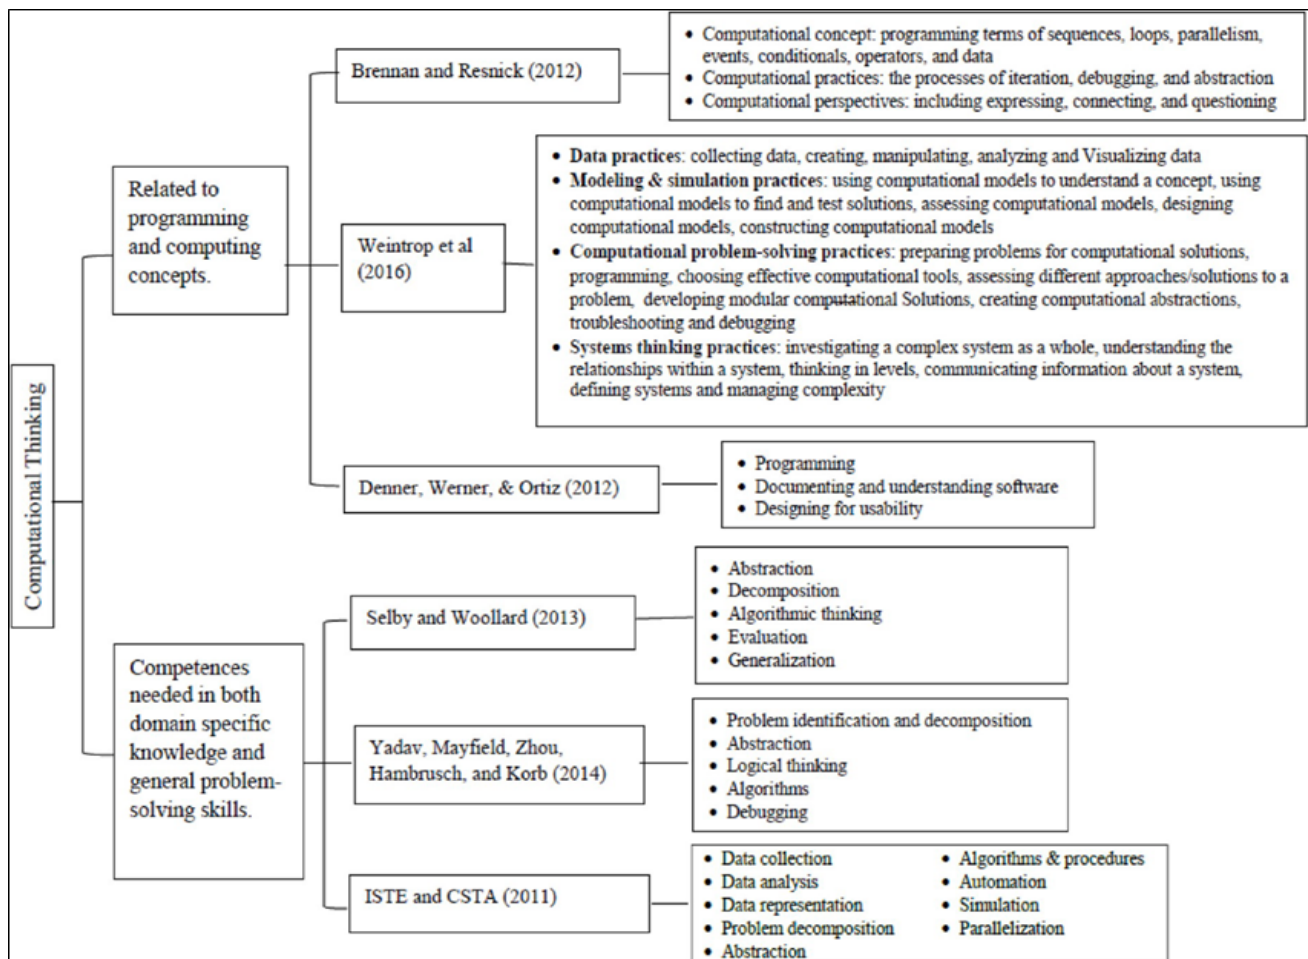 Computational Thinking
Related to
programming
and computing
concepts.
Brennan and Resnick (2012)
• Computational concept: programming terms of sequences, loops, parallelism,
events, conditionals, operators, and data
• Computational practices: the processes of iteration, debugging, and abstraction
• Computational perspectives: including expressing, connecting, and questioning
Weintrop et al
(2016)
• Data practices: collecting data, creating, manipulating, analyzing and Visualizing data
• Modeling & simulation practices: using computational models to understand a concept, using
computational models to find and test solutions, assessing computational models, designing
computational models, constructing computational models
• Computational problem-solving practices: preparing problems for computational solutions,
programming, choosing effective computational tools, assessing different approaches/solutions to a
problem, developing modular computational Solutions, creating computational abstractions,
troubleshooting and debugging
• Systems thinking practices: investigating a complex system as a whole, understanding the
relationships within a system, thinking in levels, communicating information about a system,
defining systems and managing complexity
Denner, Werner, & Ortiz (2012)
• Programming
• Documenting and understanding software
• Designing for usability
Competences
needed in both
domain specific
knowledge and
general problem-
solving skills.
Selby and Woollard (2013)
• Abstraction
• Decomposition
• Algorithmic thinking
• Evaluation
• Generalization
Yadav, Mayfield, Zhou,
Hambrusch, and Korb (2014)
• Problem identification and decomposition
• Abstraction
• Logical thinking
• Algorithms
• Debugging
ISTE and CSTA (2011)
• Data collection
• Data analysis
• Data representation
• Problem decomposition
• Abstraction
• Algorithms & procedures
• Automation
• Simulation
• Parallelization